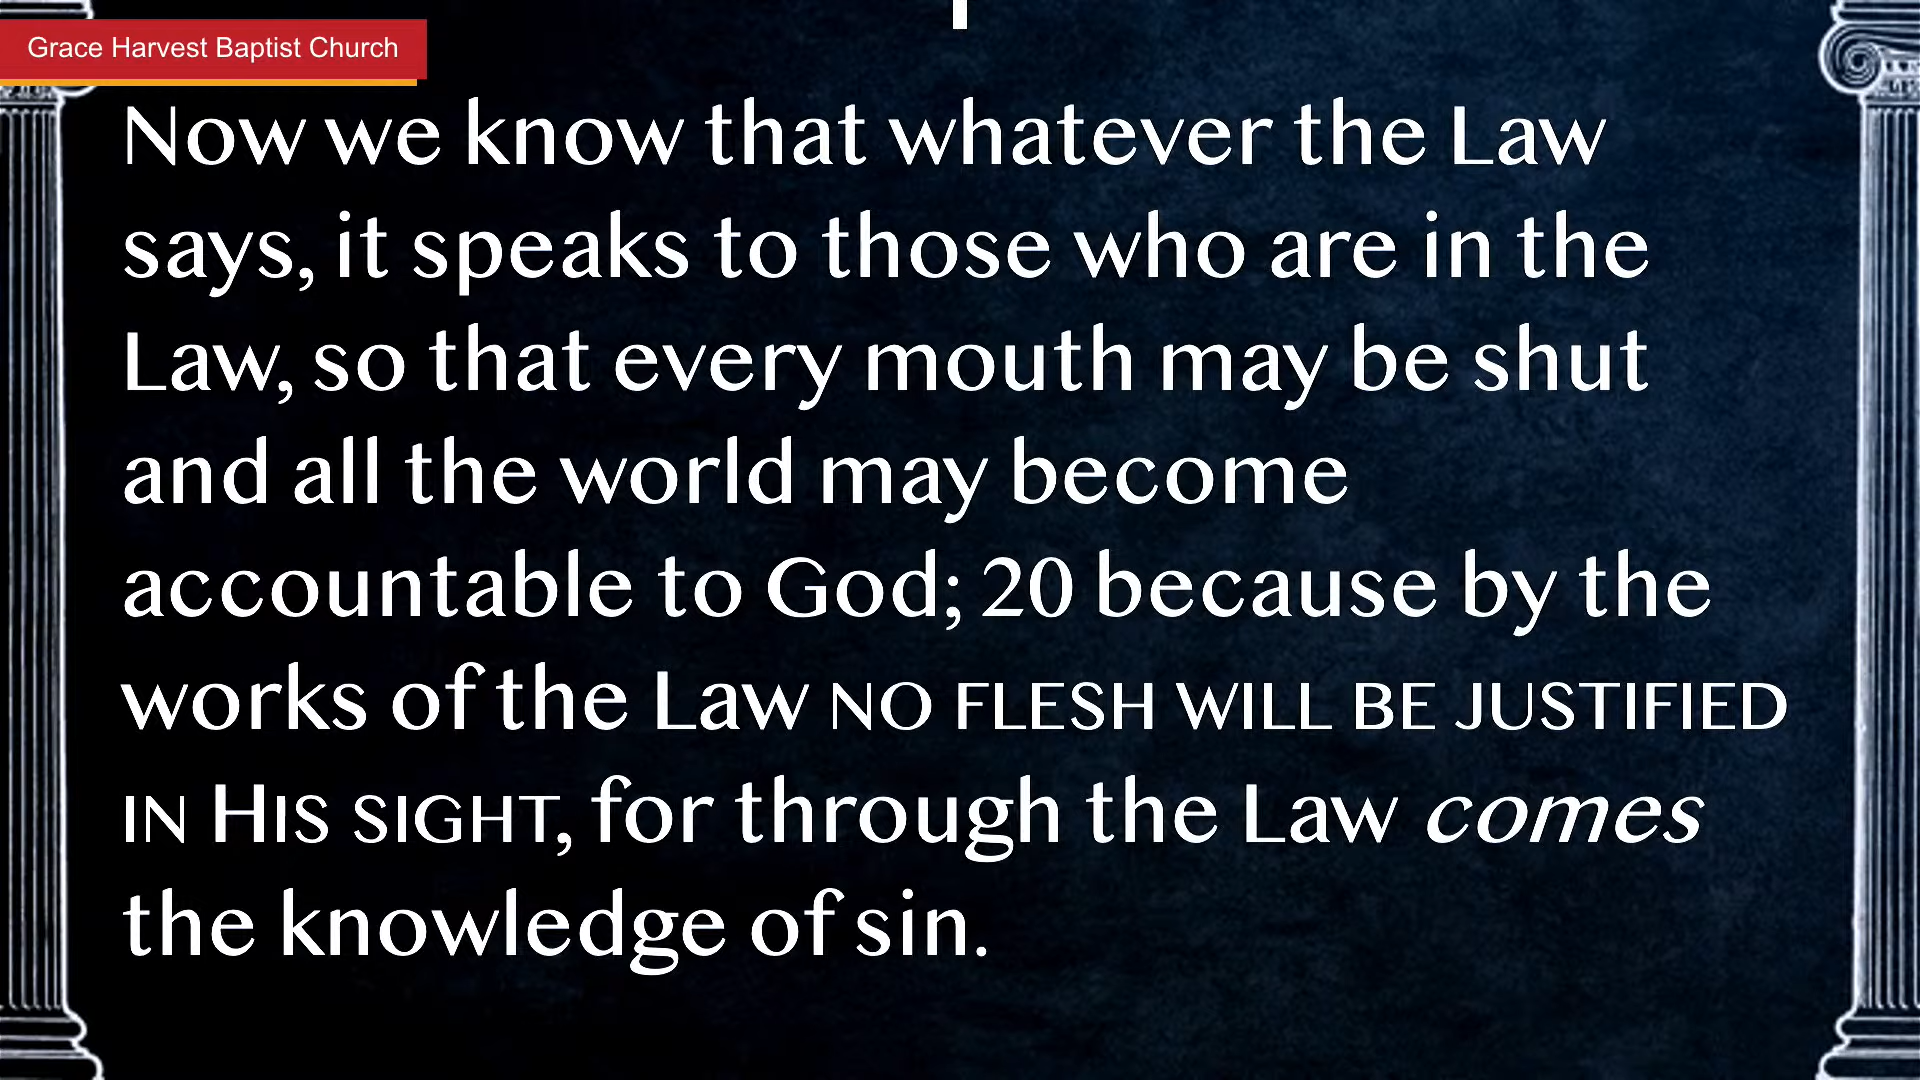 Grace Harvest Baptist Church
Now we know that whatever the Law
says, it speaks to those who are in the
Law, so that every mouth may be shut
and all the world may become
accountable to God; 20 because by the
works of the Law NO FLESH WILL BE JUSTIFIED
IN HIS SIGHT, for through the Law comes
the knowledge of sin.